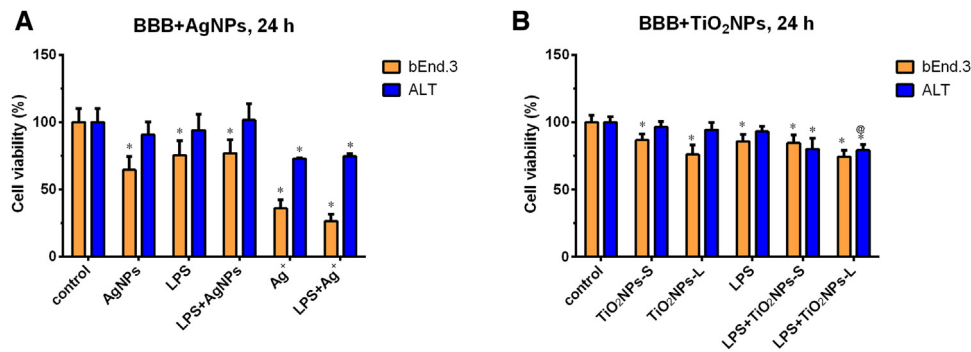 A
BBB+AgNPs, 24 h
Cell viability (%)
150
100
50
0
*
*
*
*
*
*
*
control
AgNPs
LPS
LPS+AgNPs
Ag⁺
LPS+Ag⁺
bEnd.3
ALT
B
BBB+TiO₂NPs, 24 h
Cell viability (%)
150
100
50
0
*
*
*
*
*
*
@
*
control
TiO₂NPs-S
TiO₂NPs-L
LPS
LPS+TiO₂NPs-S
LPS+TiO₂NPs-L
bEnd.3
ALT